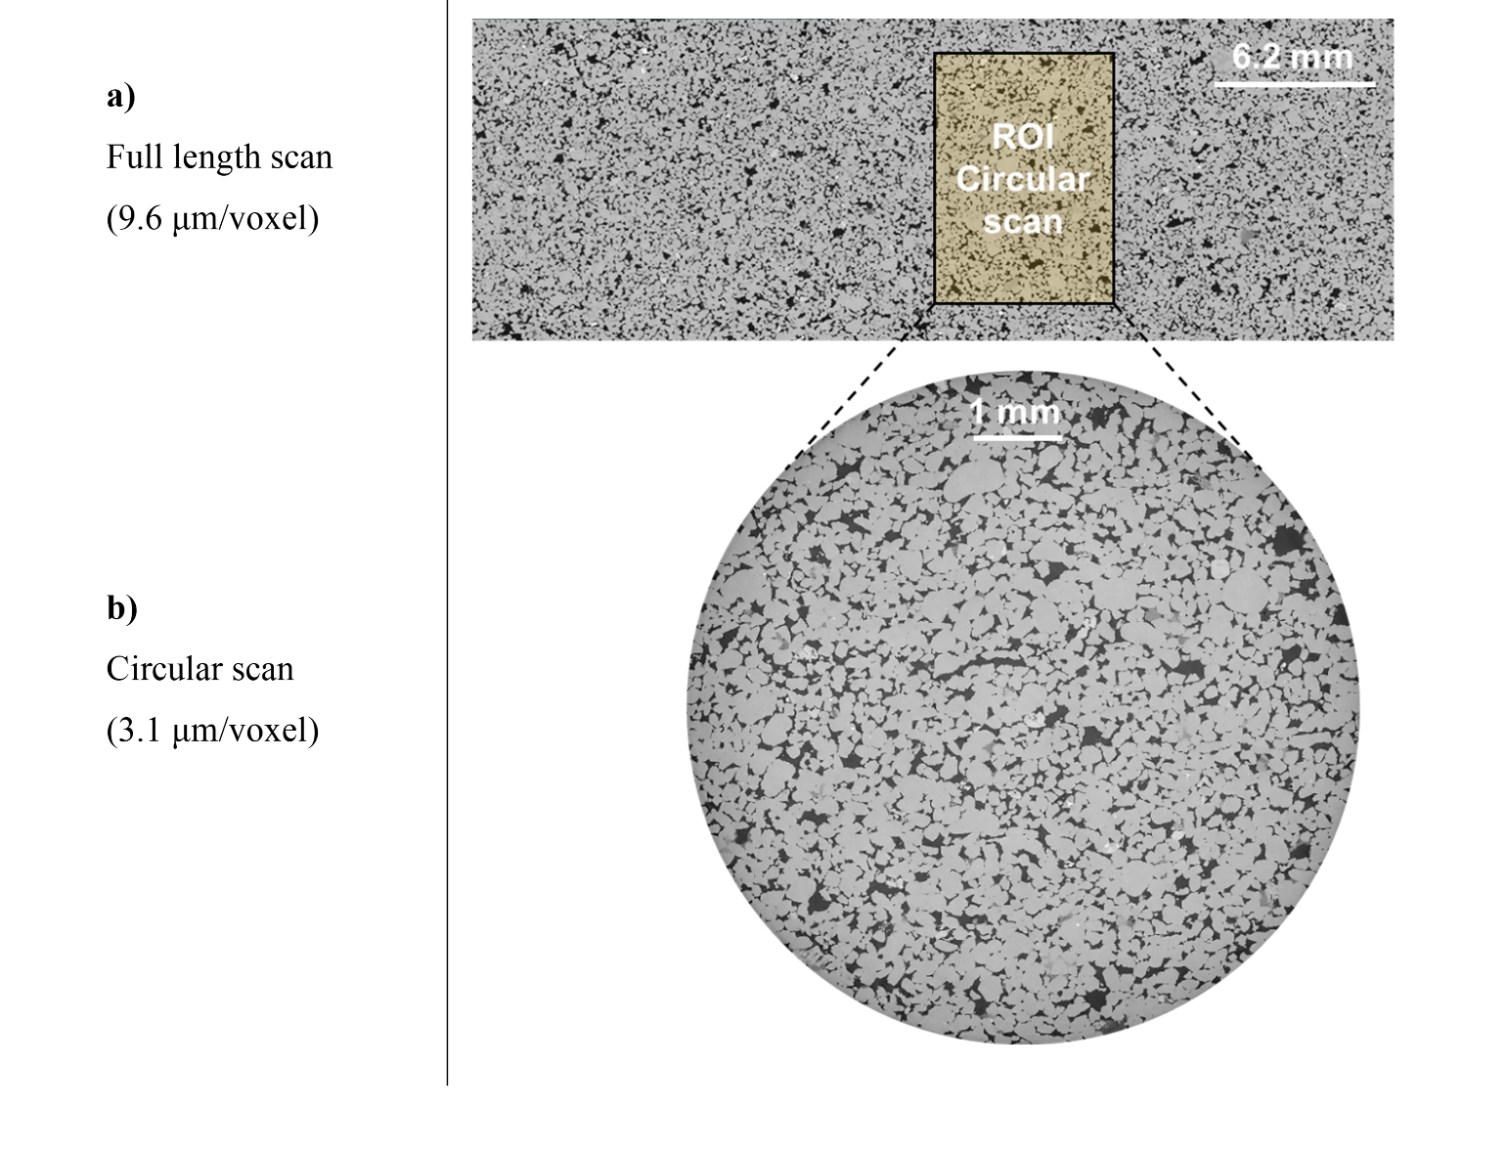 a)
Full length scan
(9.6 μm/voxel)
6.2 mm
ROI
Circular
scan
1 mm
b)
Circular scan
(3.1 μm/voxel)